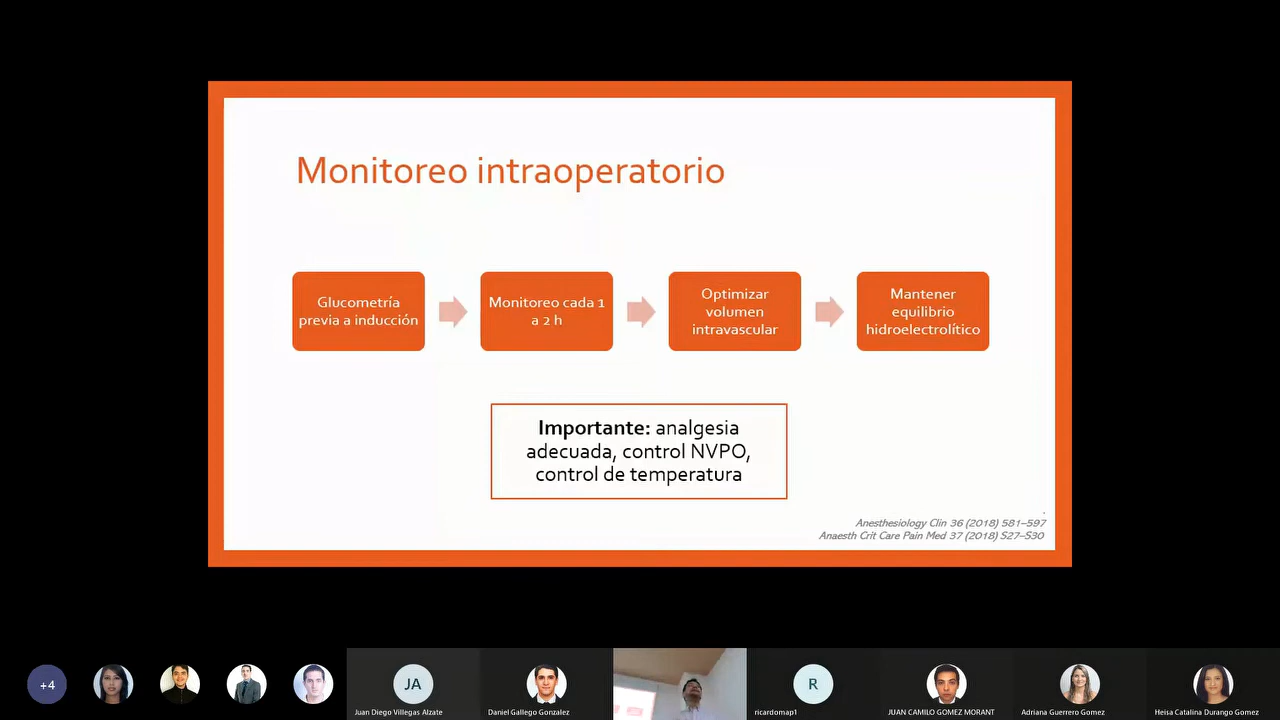 Monitoreo intraoperatorio
Glucometría
previa a inducción
Monitoreo cada 1
a 2 h
Optimizar
volumen
intravascular
Mantener
equilibrio
hidroelectrolítico
Importante: analgesia
adecuada, control NVPO,
control de temperatura
Anesthesiology Clin 36 (2018) 581–597
Anaesth Crit Care Pain Med 37 (2018) S27–S30
+4
JA
Juan Diego Villegas Alzate
Daniel Gallego Gonzalez
R
ricardomap1
JUAN CAMILO GOMEZ MORANT
Adriana Guerrero Gomez
Heisa Catalina Durango Gomez